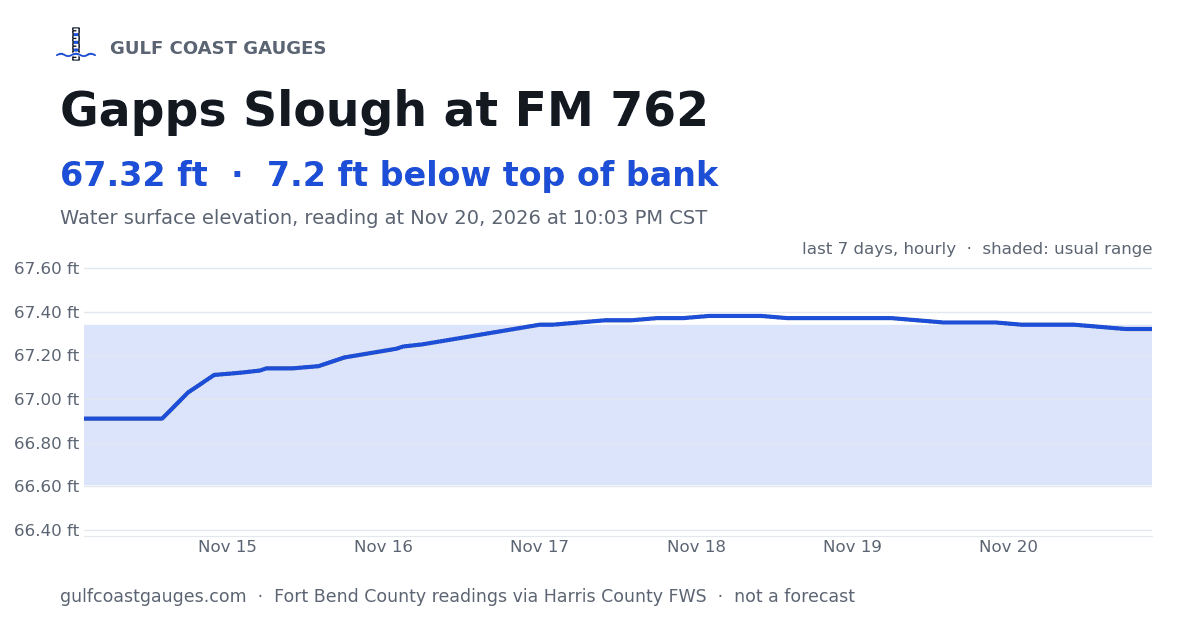 GULF COAST GAUGES
Gapps Slough at FM 762
67.32 ft · 7.2 ft below top of bank
Water surface elevation, reading at Nov 20, 2026 at 10:03 PM CST
last 7 days, hourly · shaded: usual range
67.60 ft
67.40 ft
67.20 ft
67.00 ft
66.80 ft
66.60 ft
66.40 ft
Nov 15 Nov 16 Nov 17 Nov 18 Nov 19 Nov 20
gulfcoastgauges.com · Fort Bend County readings via Harris County FWS · not a forecast